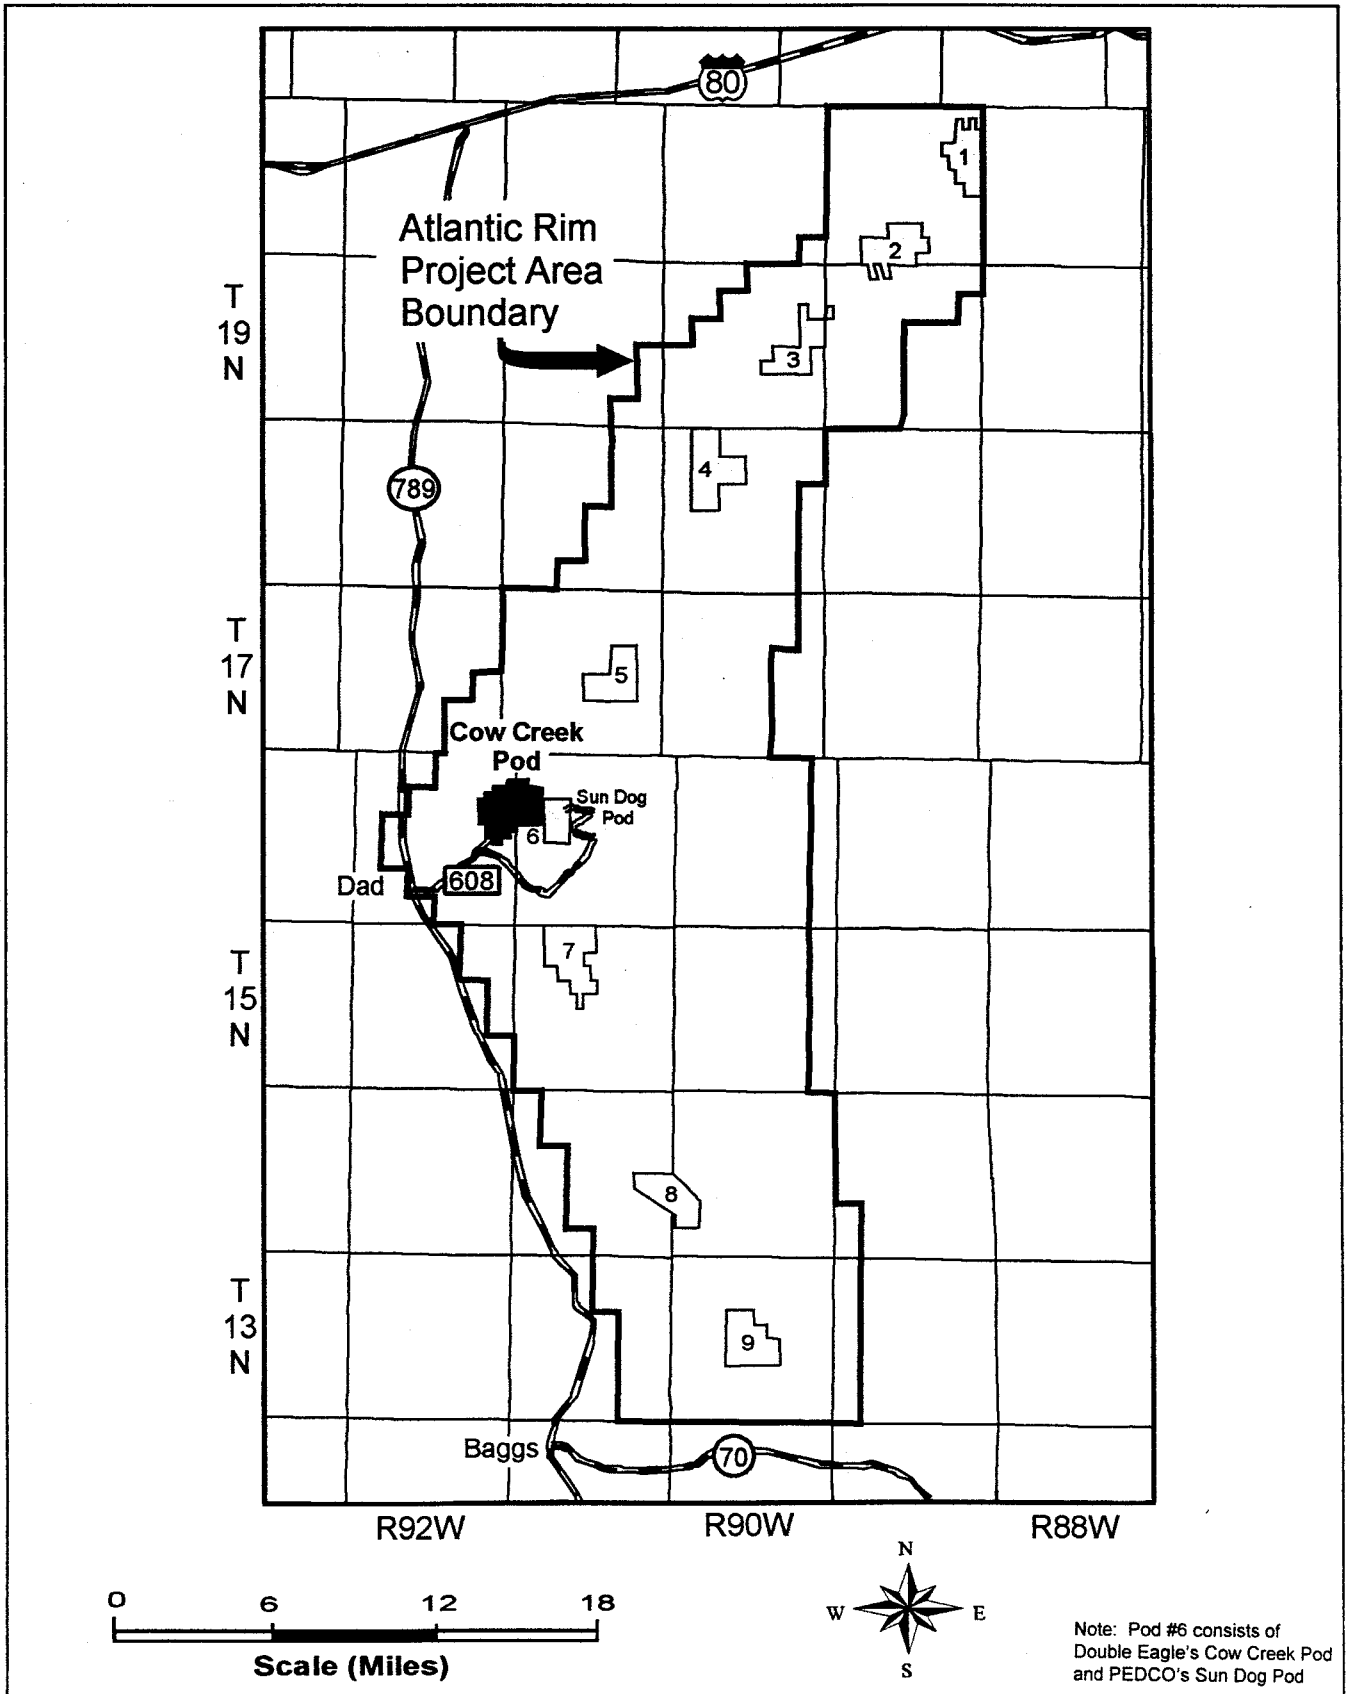 80
1
Atlantic Rim
Project Area
Boundary
2
T
19
N
3
4
789
T
17
N
5
Cow Creek
Pod
Sun Dog
Pod
6
Dad
608
7
T
15
N
8
T
13
N
9
Baggs
70
R92W
R90W
R88W
0 6 12 18
Scale (Miles)
N
W E
S
Note: Pod #6 consists of
Double Eagle's Cow Creek Pod
and PEDCO's Sun Dog Pod